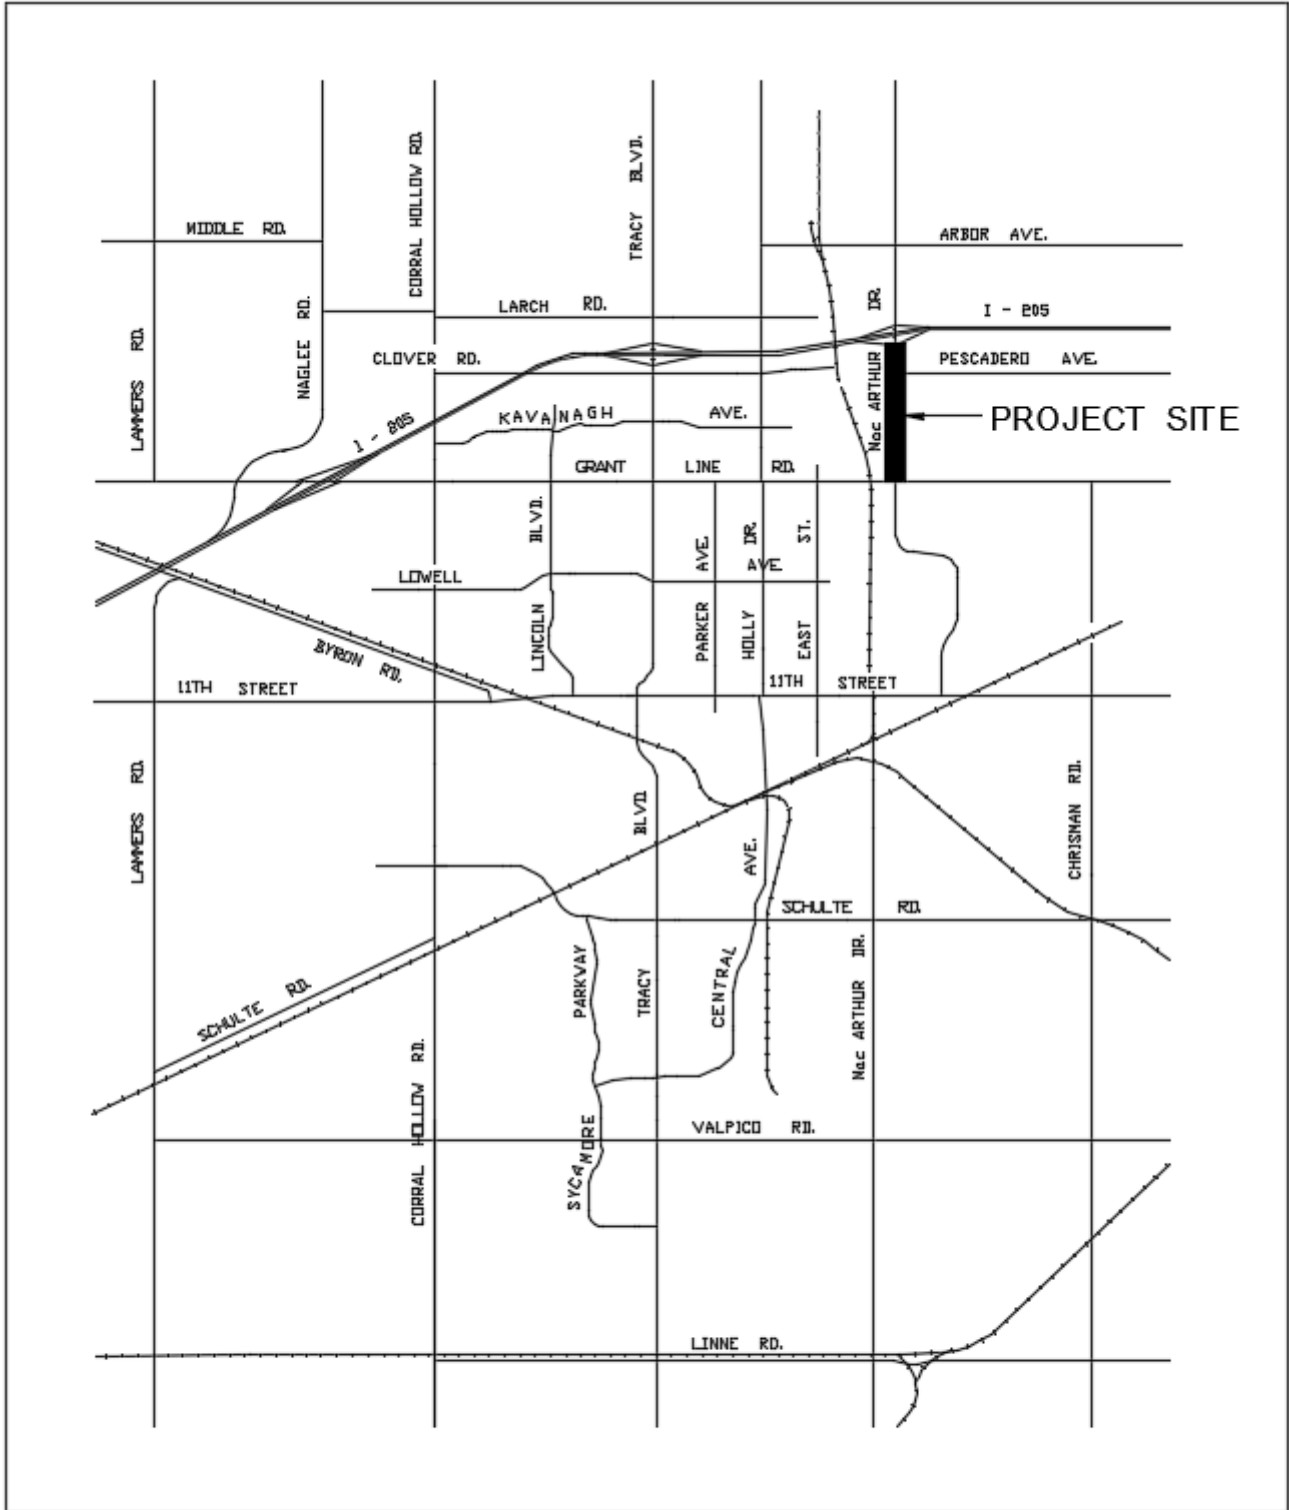 CORRAL HOLLOW RD.
TRACY BLVD.
MIDDLE RD.
ARBOR AVE.
NAGLEE RD.
LARCH RD.
DR.
I - 205
LAMMERS RD.
CLOVER RD.
Mac ARTHUR
PESCADERO AVE.
KAVANAGH AVE.
PROJECT SITE
I - 205
GRANT LINE RD.
LINCOLN BLVD.
PARKER AVE.
HOLLY DR.
EAST ST.
LOWELL AVE.
BYRON RD.
11TH STREET
11TH STREET
LAMMERS RD.
BLVD.
CHRISMAN RD.
AVE.
SCHULTE RD.
SCHULTE RD.
PARKWAY
TRACY
CENTRAL
Mac ARTHUR DR.
CORRAL HOLLOW RD.
SYCAMORE
VALPICO RD.
LINNE RD.